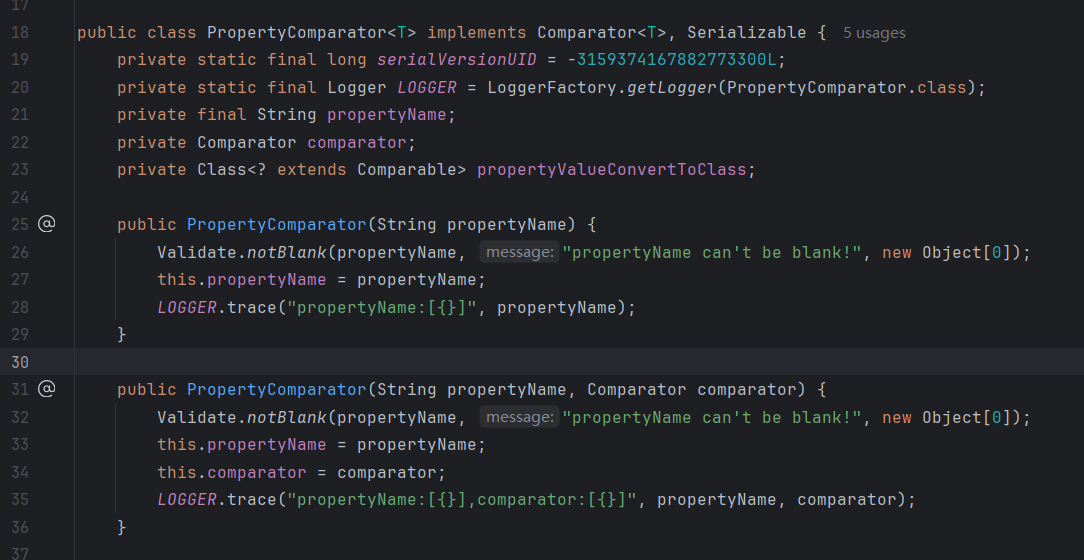 17
18 public class PropertyComparator<T> implements Comparator<T>, Serializable { 5 usages
19 private static final long serialVersionUID = -3159374167882773300L;
20 private static final Logger LOGGER = LoggerFactory.getLogger(PropertyComparator.class);
21 private final String propertyName;
22 private Comparator comparator;
23 private Class<? extends Comparable> propertyValueConvertToClass;
24
25 @ public PropertyComparator(String propertyName) {
26 Validate.notBlank(propertyName, message: "propertyName can't be blank!", new Object[0]);
27 this.propertyName = propertyName;
28 LOGGER.trace("propertyName:[{}]", propertyName);
29 }
30
31 @ public PropertyComparator(String propertyName, Comparator comparator) {
32 Validate.notBlank(propertyName, message: "propertyName can't be blank!", new Object[0]);
33 this.propertyName = propertyName;
34 this.comparator = comparator;
35 LOGGER.trace("propertyName:[{}],comparator:[{}]", propertyName, comparator);
36 }
37